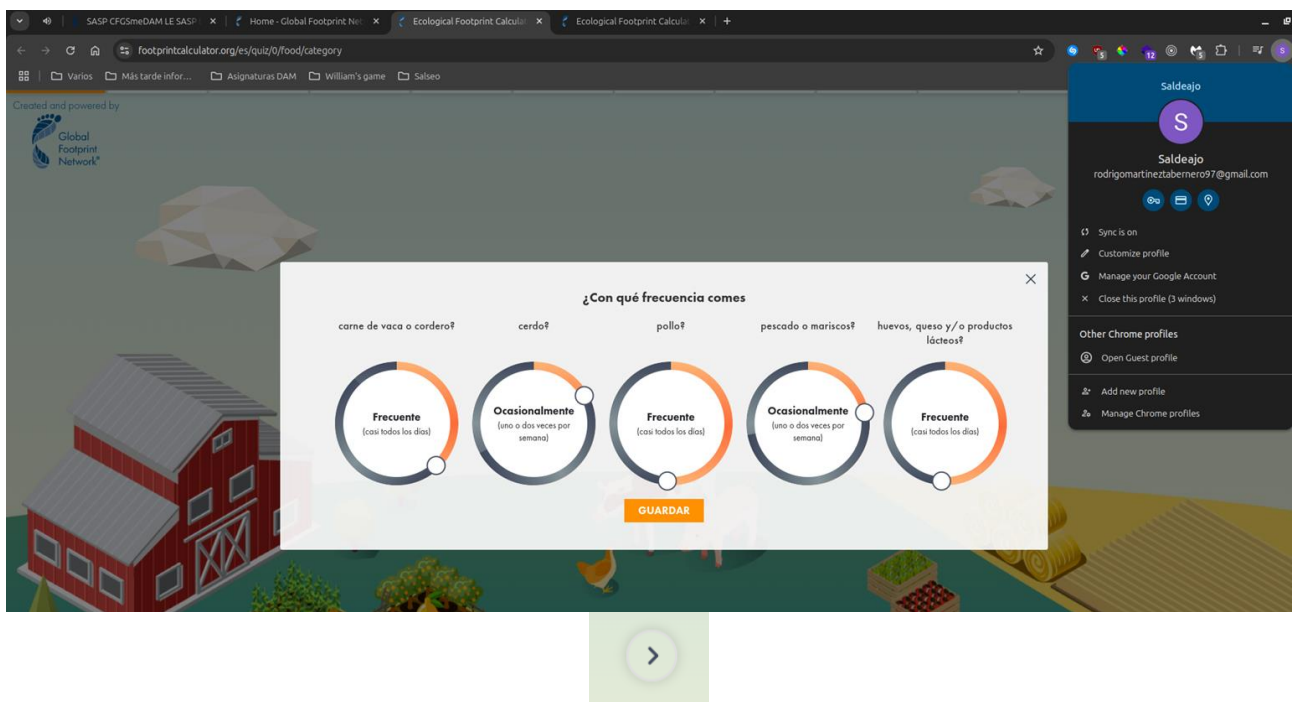 SASP CFGSmeDAM LE SASP
Home - Global Footprint Net
Ecological Footprint Calculat
Ecological Footprint Calculat
footprintcalculator.org/es/quiz/0/food/category
Varios
Más tarde infor...
Asignaturas DAM
William's game
Salseo
Created and powered by
Global
Footprint
Network®
¿Con qué frecuencia comes
carne de vaca o cordero?
cerdo?
pollo?
pescado o mariscos?
huevos, queso y/o productos
lácteos?
Frecuente
(casi todos los días)
Ocasionalmente
(uno o dos veces por
semana)
Frecuente
(casi todos los días)
Ocasionalmente
(uno o dos veces por
semana)
Frecuente
(casi todos los días)
GUARDAR
5
12
5
S
Saldeajo
S
Saldeajo
rodrigomartineztabernero97@gmail.com
Sync is on
Customize profile
G Manage your Google Account
Close this profile (3 windows)
Other Chrome profiles
Open Guest profile
Add new profile
Manage Chrome profiles